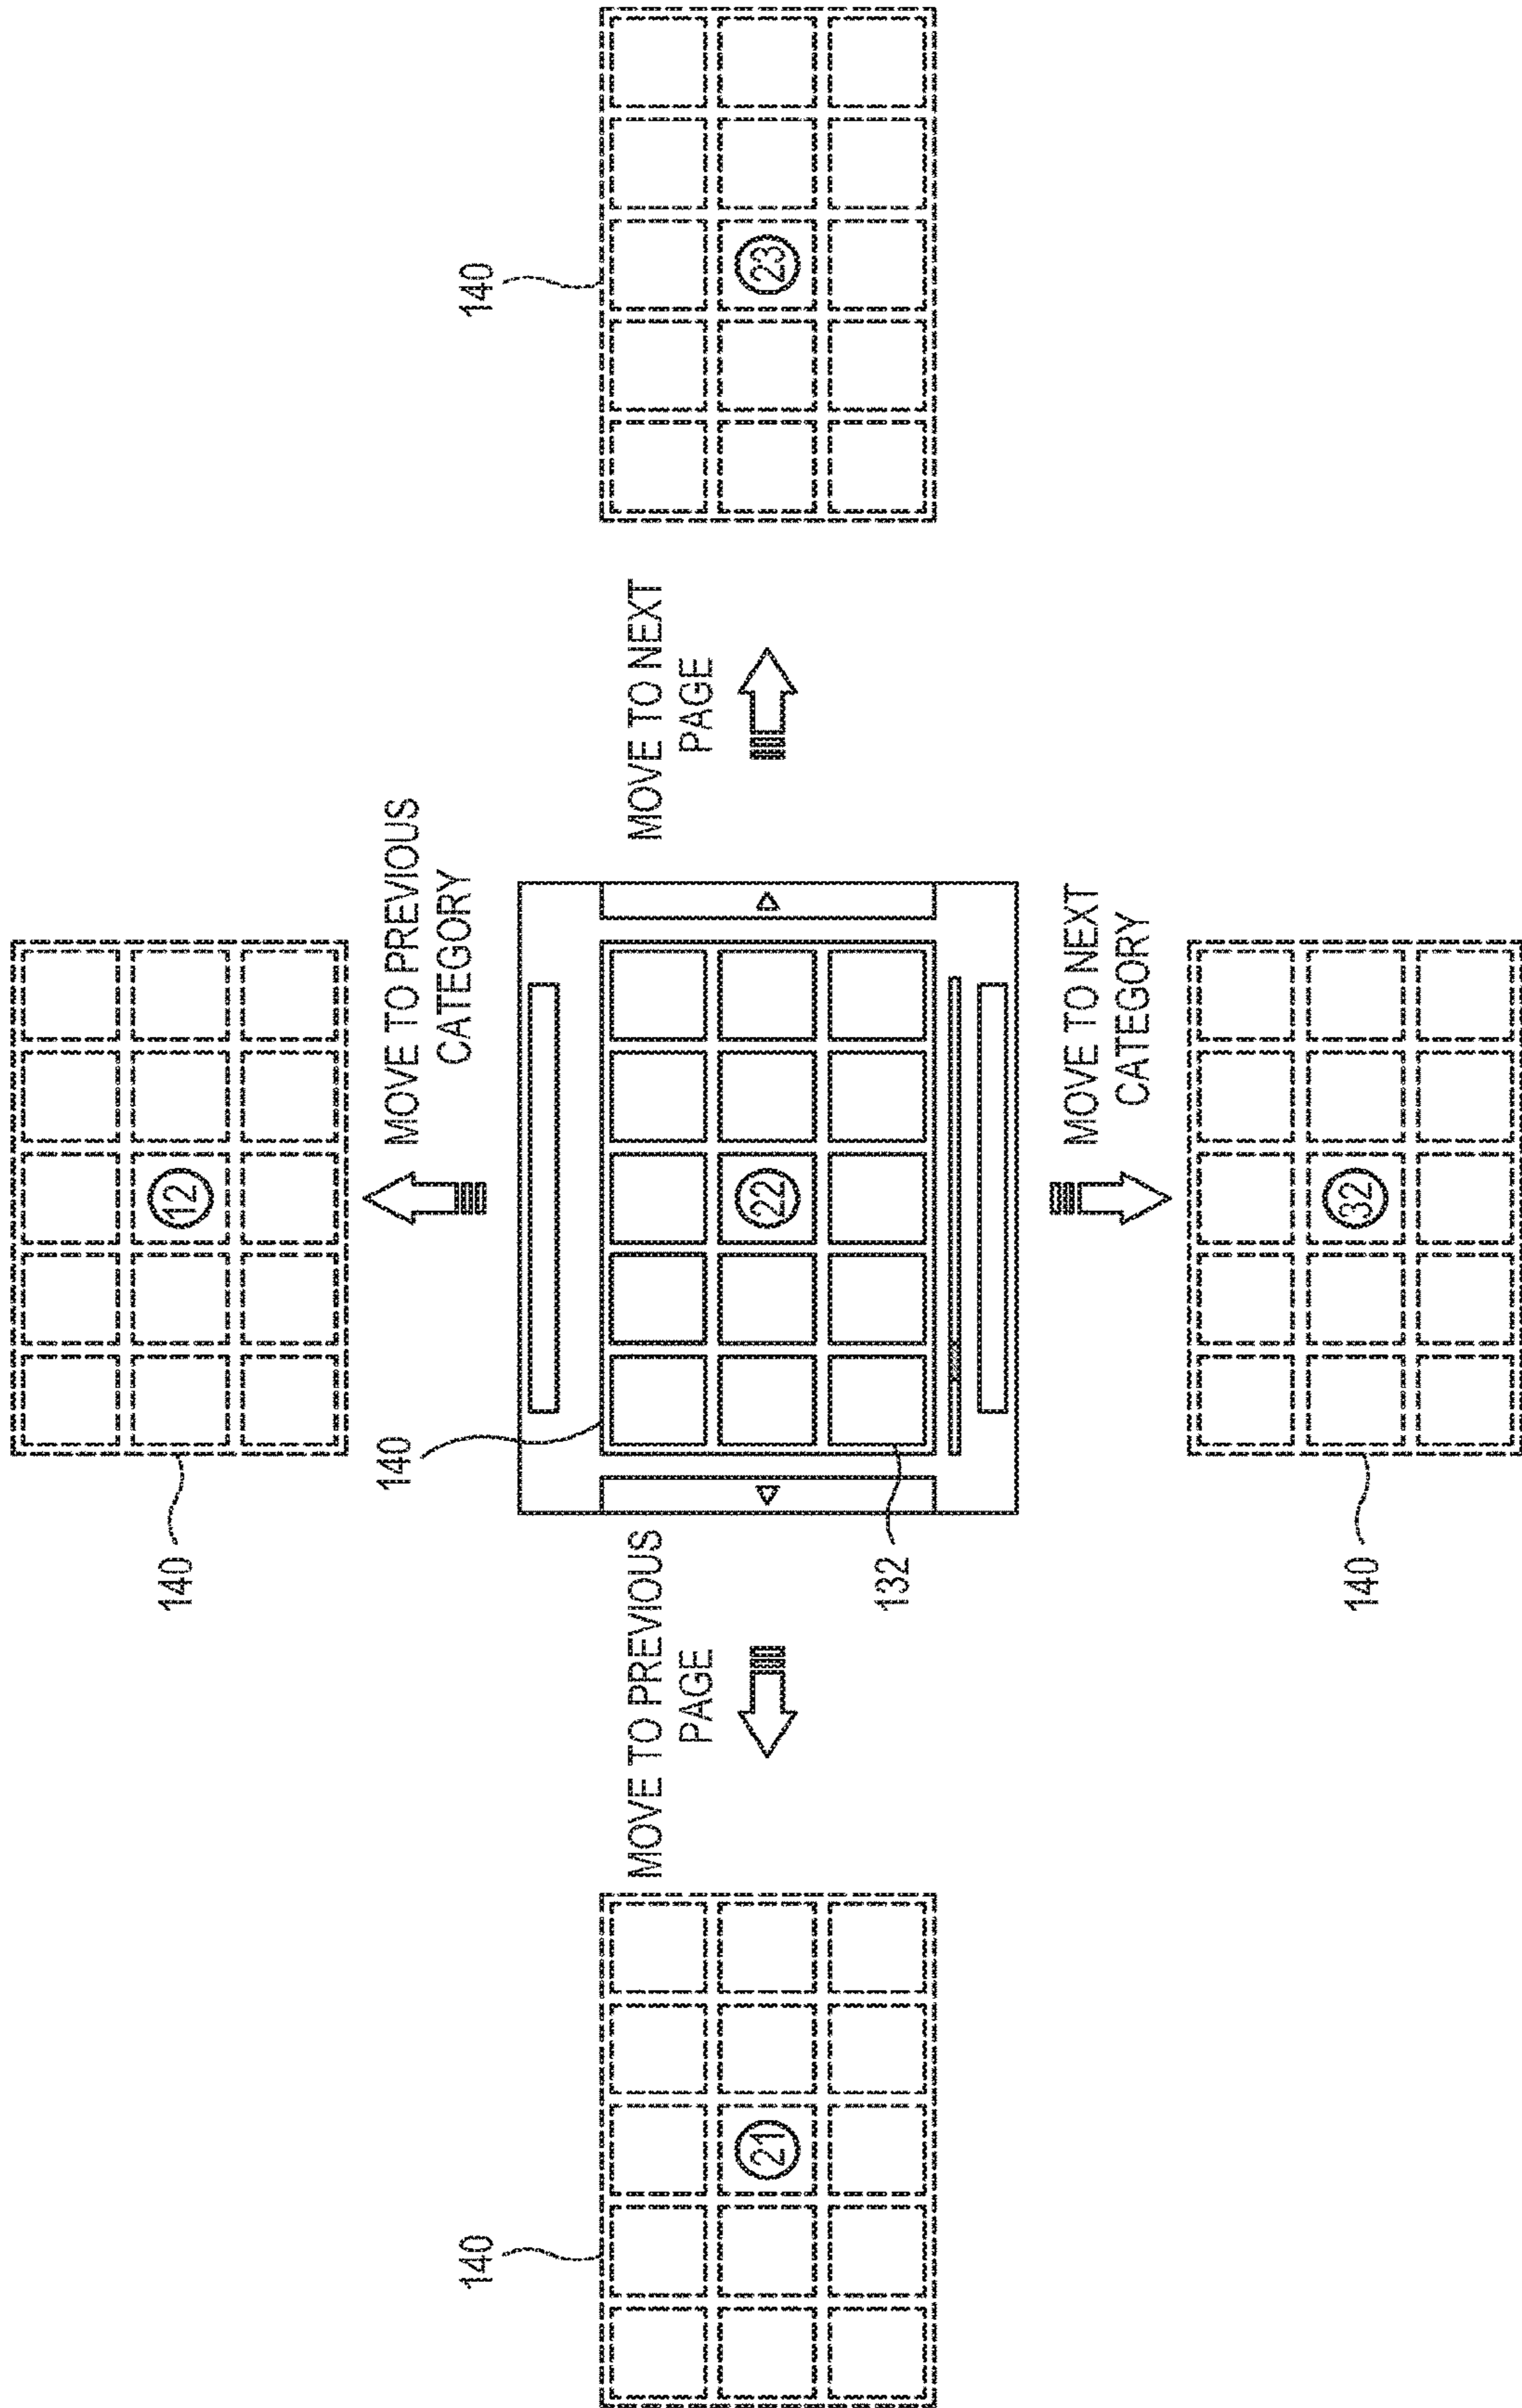 140
12
140
MOVE TO PREVIOUS
CATEGORY
140
140
MOVE TO PREVIOUS
PAGE
MOVE TO NEXT
PAGE
21
22
23
132
MOVE TO NEXT
CATEGORY
140
32